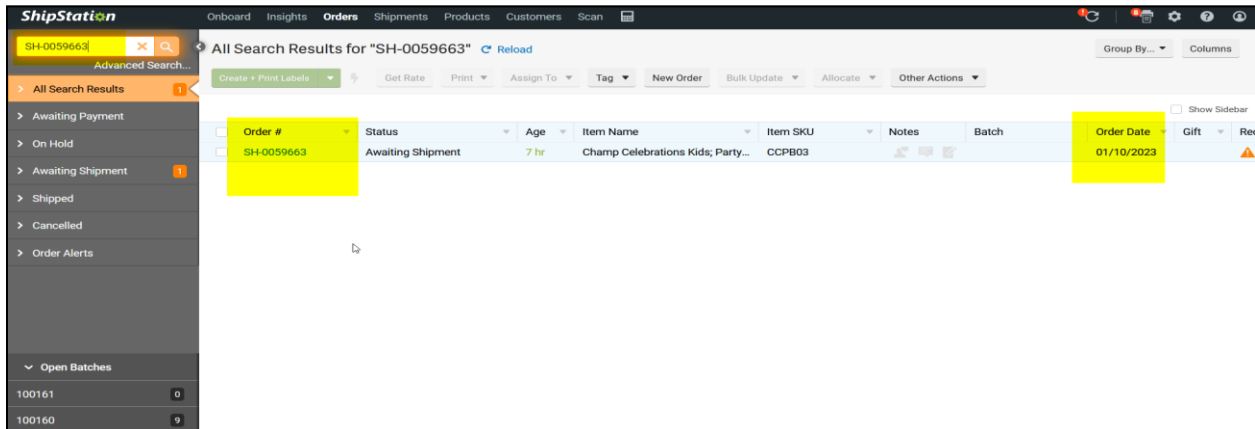 ShipStation
Onboard Insights Orders Shipments Products Customers Scan
SH-0059663
Advanced Search...
All Search Results for "SH-0059663" Reload
Group By... Columns
Create + Print Labels Get Rate Print Assign To Tag New Order Bulk Update Allocate Other Actions
Show Sidebar
All Search Results 1
Awaiting Payment
On Hold
Awaiting Shipment 1
Shipped
Cancelled
Order Alerts
Order # Status Age Item Name Item SKU Notes Batch Order Date Gift Rec
SH-0059663 Awaiting Shipment 7 hr Champ Celebrations Kids; Party... CCPB03 01/10/2023
Open Batches
100161 0
100160 9